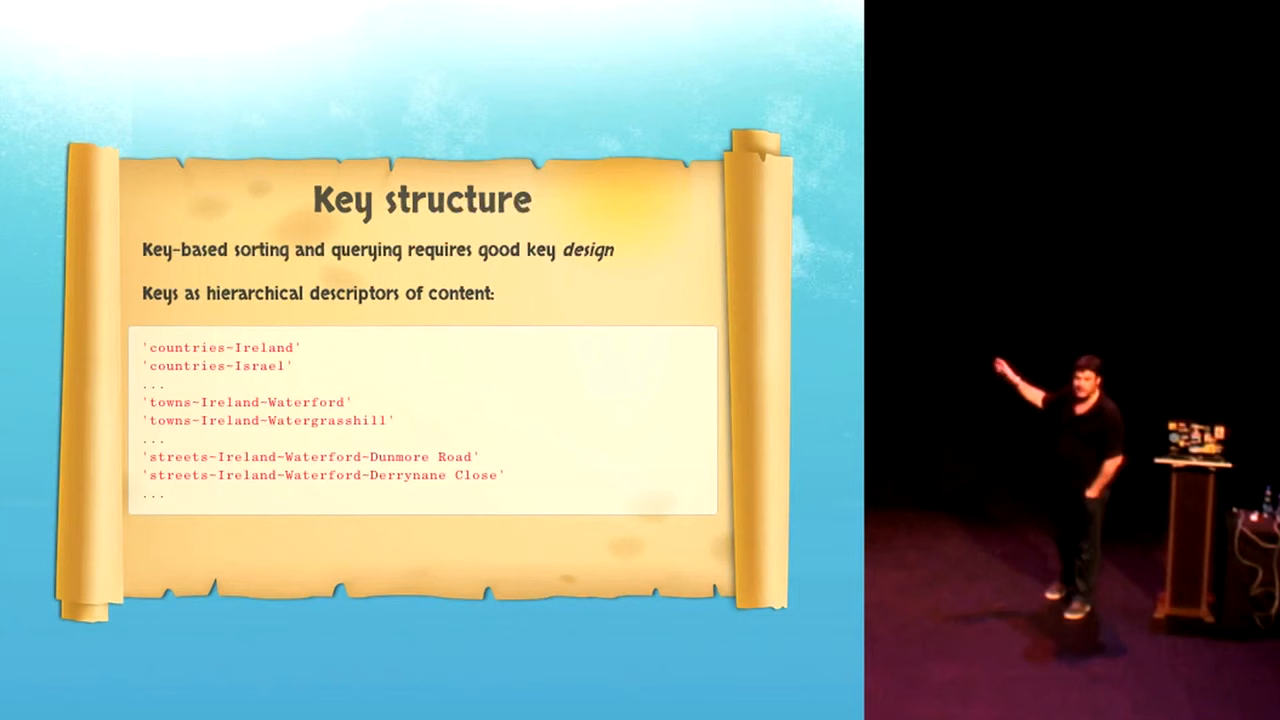 Key structure
Key-based sorting and querying requires good key design
Keys as hierarchical descriptors of content:
'countries~Ireland'
'countries~Israel'
...
'towns~Ireland~Waterford'
'towns~Ireland~Watergrasshill'
...
'streets~Ireland~Waterford~Dunmore Road'
'streets~Ireland~Waterford~Derrynane Close'
...